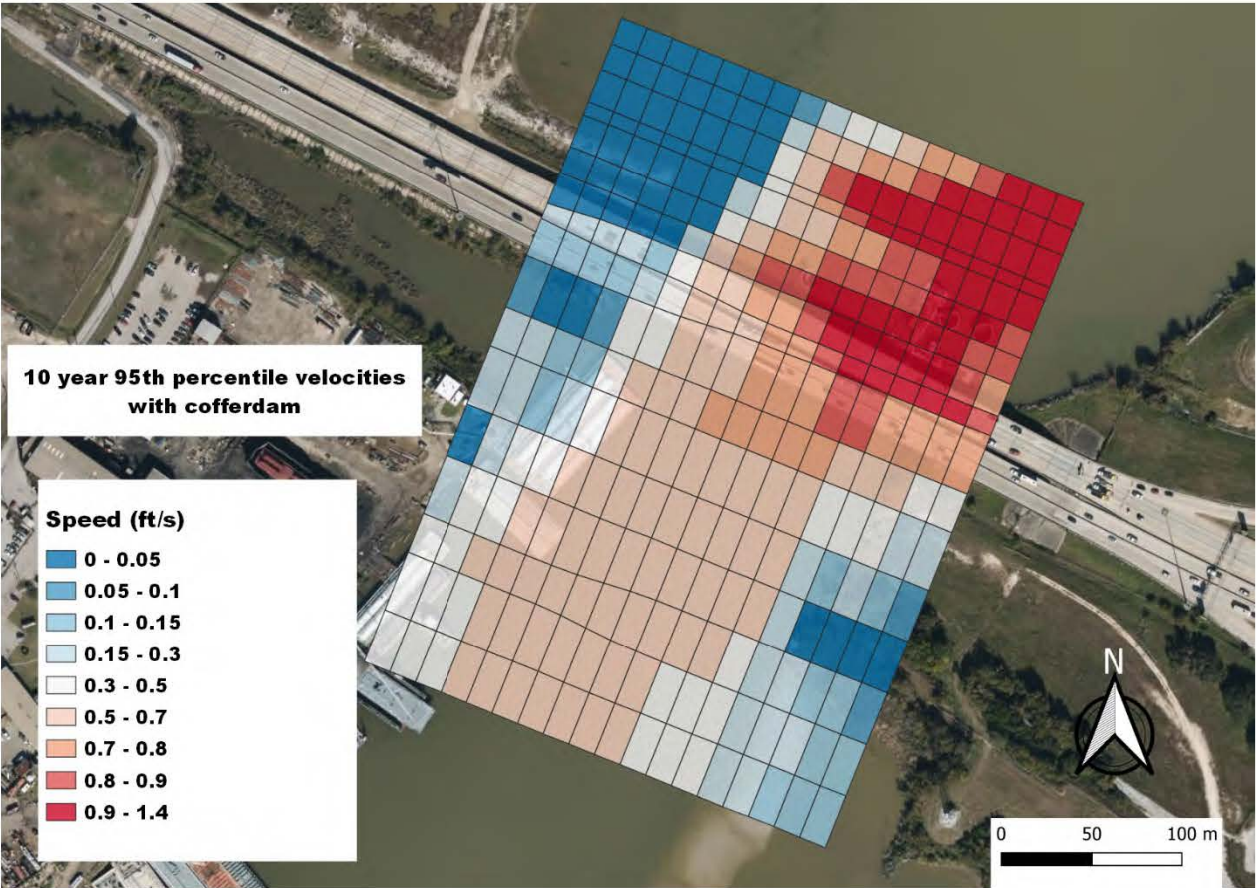 10 year 95th percentile velocities
with cofferdam
Speed (ft/s)
0 - 0.05
0.05 - 0.1
0.1 - 0.15
0.15 - 0.3
0.3 - 0.5
0.5 - 0.7
0.7 - 0.8
0.8 - 0.9
0.9 - 1.4
N
0 50 100 m